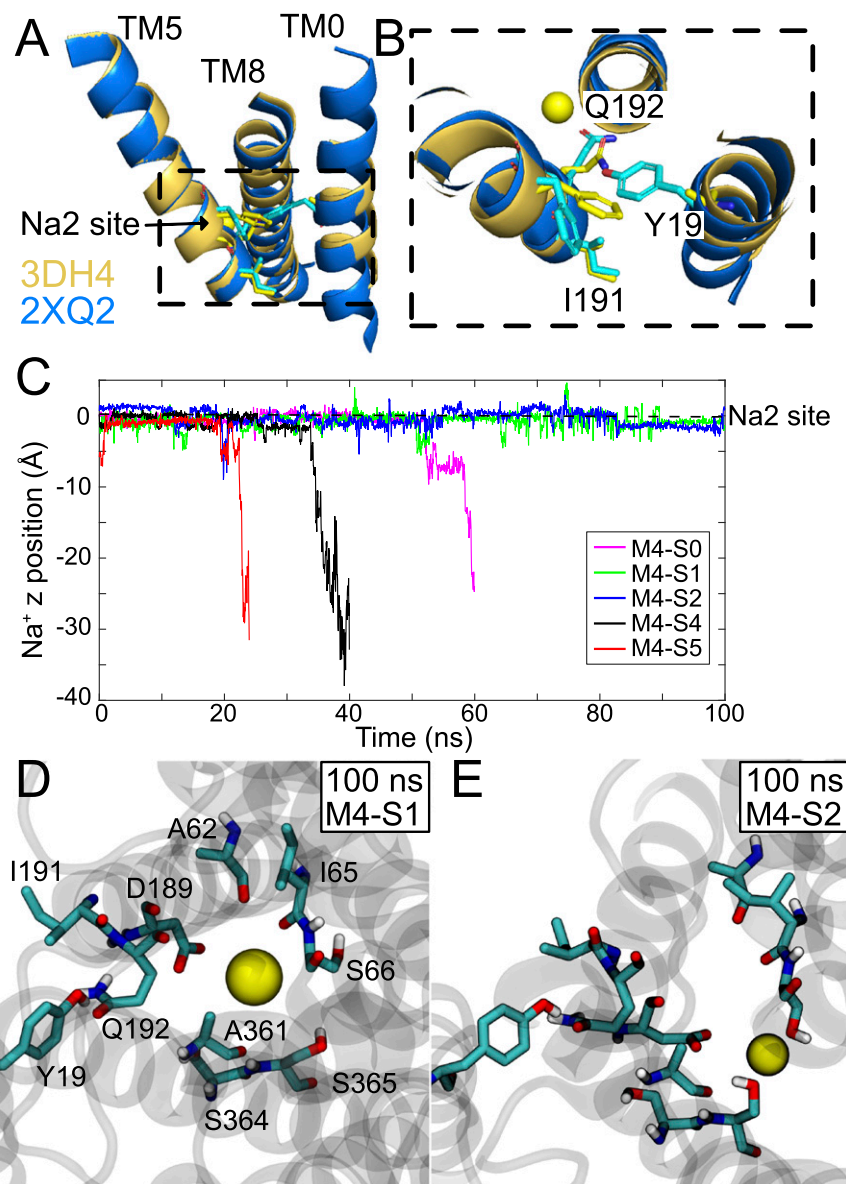 A
TM5
TM0
TM8
Na2 site
3DH4
2XQ2
B
Q192
Y19
I191
C
Na⁺ z position (Å)
0
-10
-20
-30
-40
Na2 site
M4-S0
M4-S1
M4-S2
M4-S4
M4-S5
0
20
40
60
80
100
Time (ns)
D
100 ns
M4-S1
A62
I65
I191
D189
S66
Q192
A361
Y19
S365
S364
E
100 ns
M4-S2